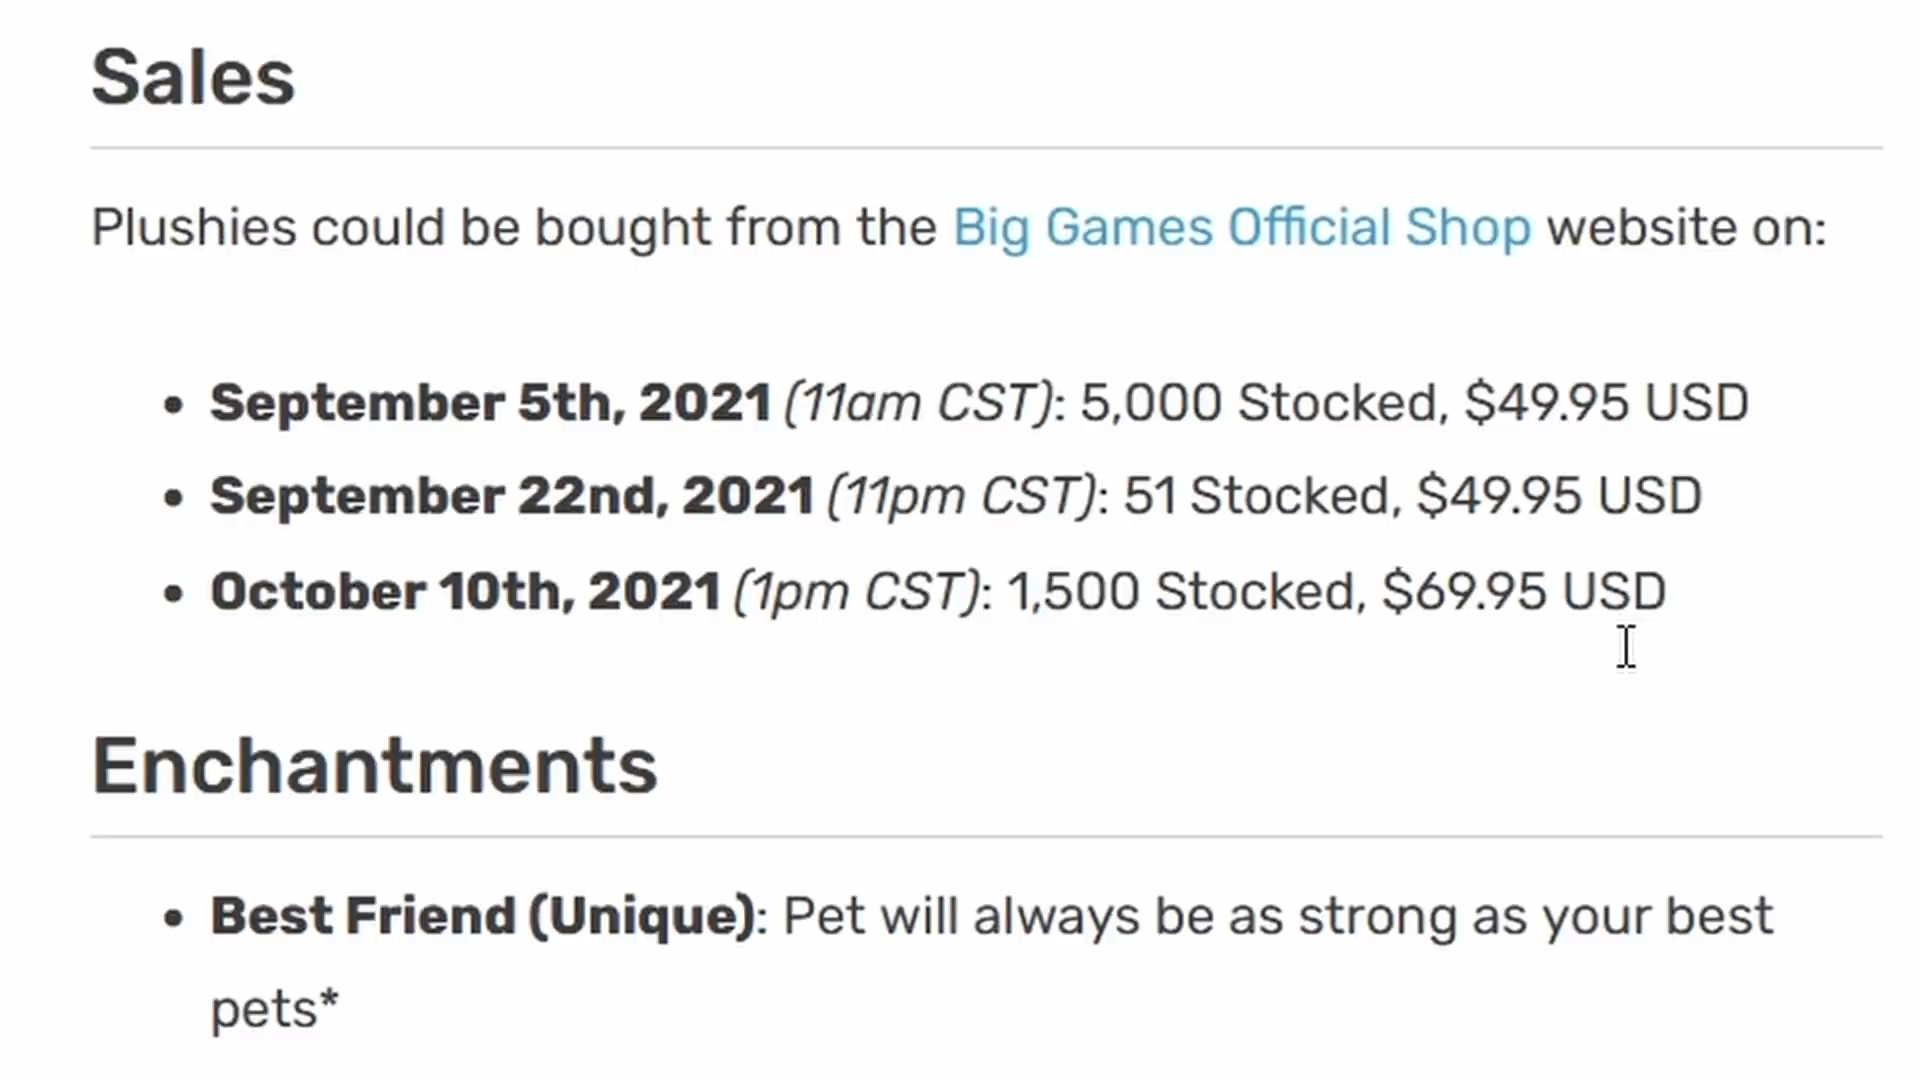 Sales
Plushies could be bought from the Big Games Official Shop website on:
• September 5th, 2021 (11am CST): 5,000 Stocked, $49.95 USD
• September 22nd, 2021 (11pm CST): 51 Stocked, $49.95 USD
• October 10th, 2021 (1pm CST): 1,500 Stocked, $69.95 USD
Enchantments
• Best Friend (Unique): Pet will always be as strong as your best
pets*